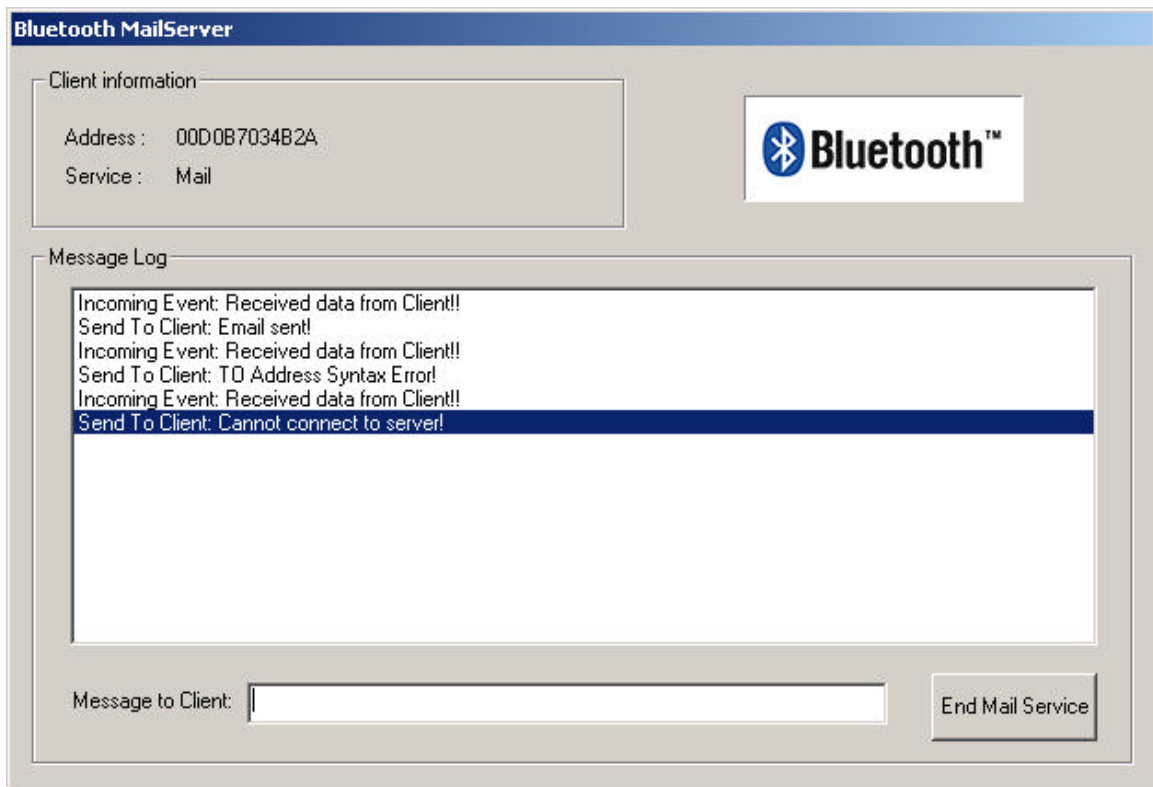 Bluetooth MailServer
Client information
Address : 00D0B7034B2A
Service : Mail
Bluetooth™
Message Log
Incoming Event: Received data from Client!!
Send To Client: Email sent!
Incoming Event: Received data from Client!!
Send To Client: TO Address Syntax Error!
Incoming Event: Received data from Client!!
Send To Client: Cannot connect to server!
Message to Client:
End Mail Service